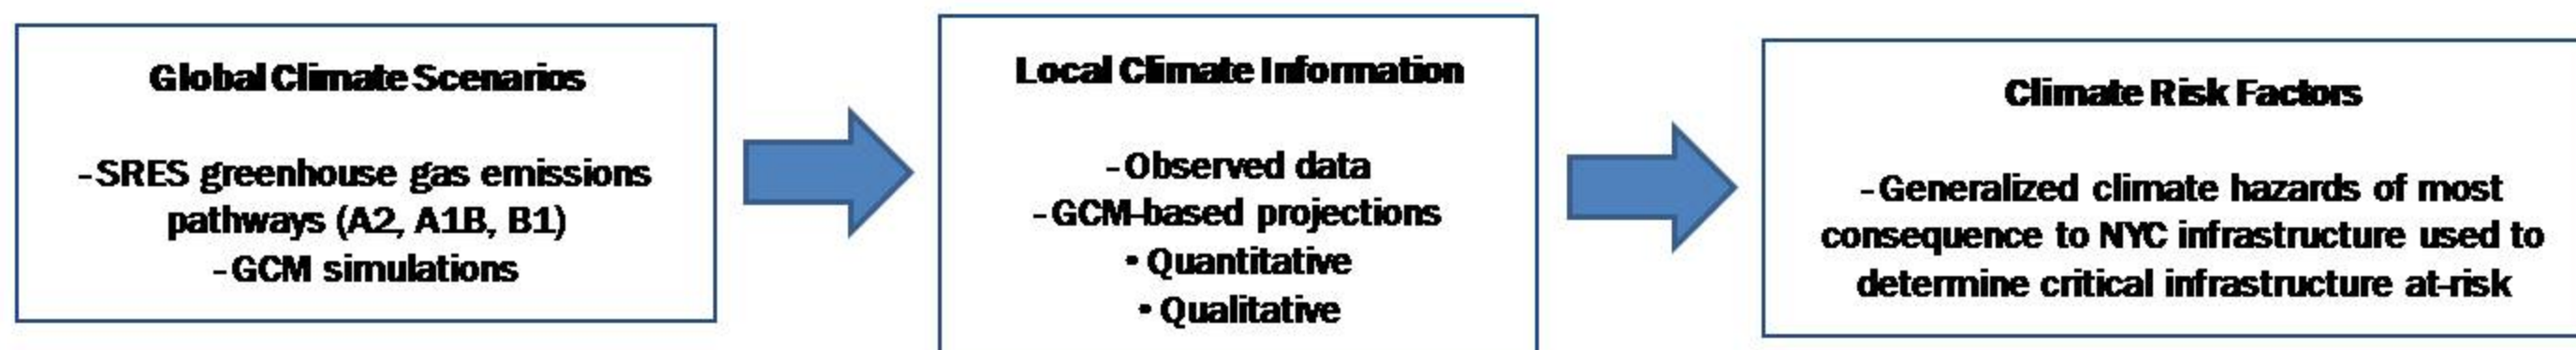 Global Climate Scenarios
-SRES greenhouse gas emissions
pathways (A2, A1B, B1)
-GCM simulations
Local Climate Information
-Observed data
-GCM-based projections
• Quantitative
• Qualitative
Climate Risk Factors
-Generalized climate hazards of most
consequence to NYC infrastructure used to
determine critical infrastructure at-risk